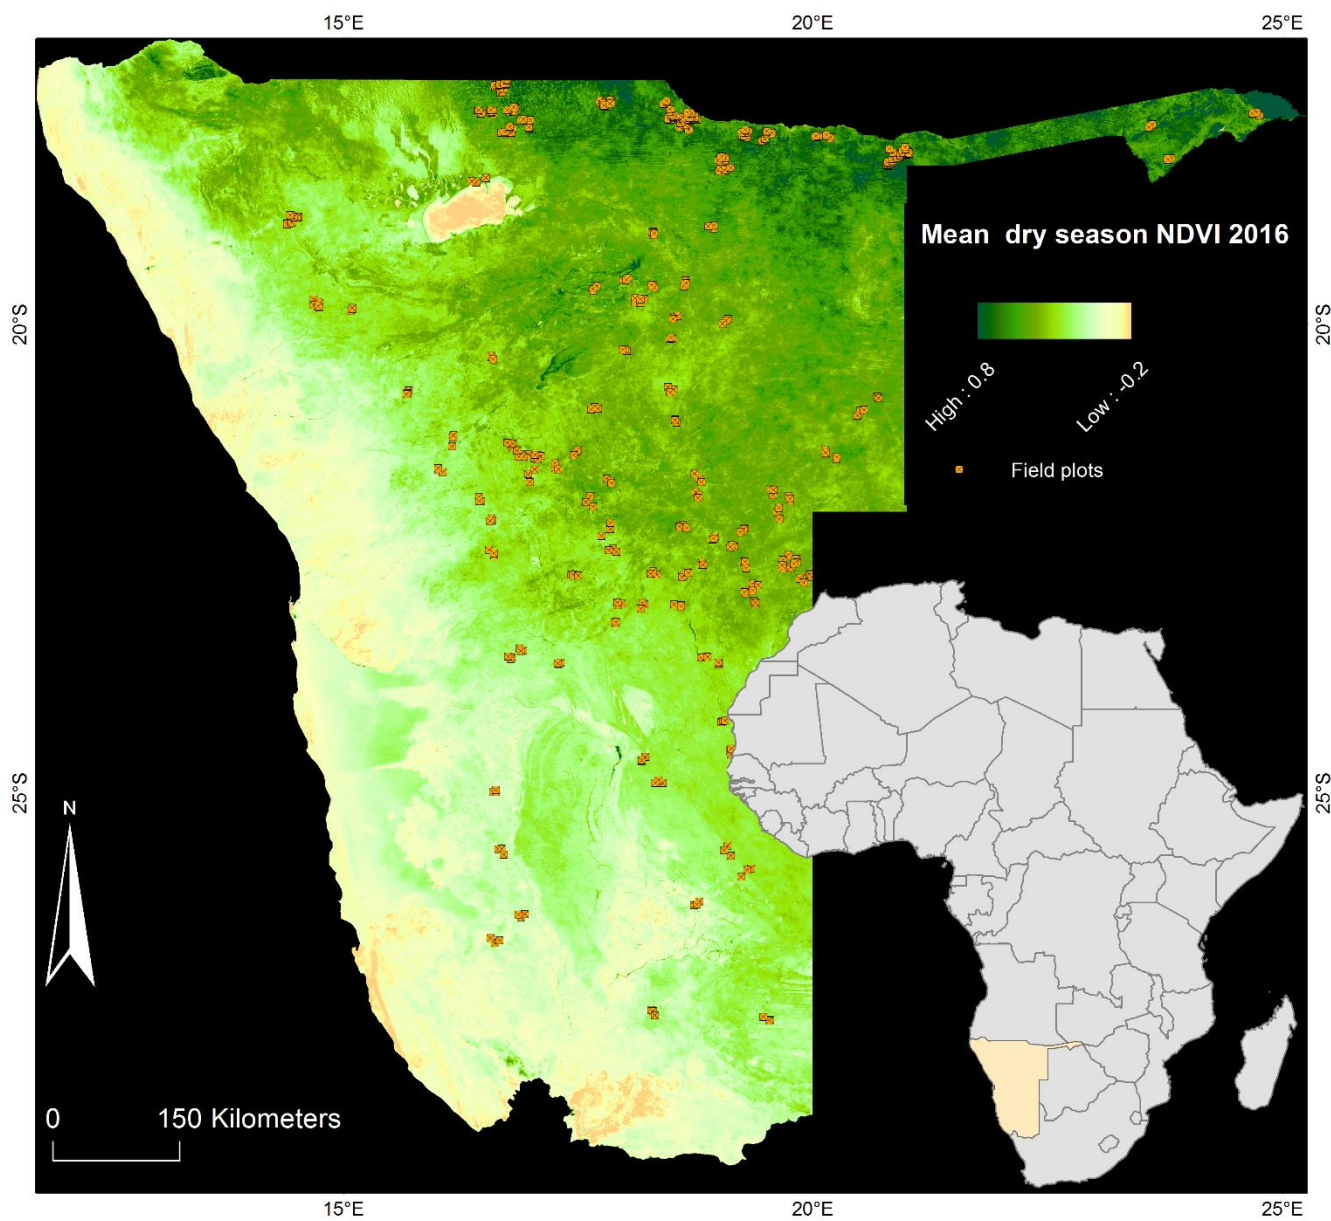 15°E 20°E 25°E
Mean dry season NDVI 2016
20°S 20°S
High : 0.8 Low : -0.2
Field plots
25°S 25°S
N
0 150 Kilometers
15°E 20°E 25°E